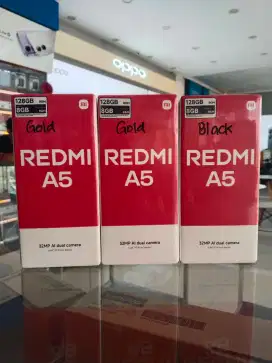 oppo
128GB
8GB
Gold
REDMI
A5
32MP AI dual camera
128GB
8GB
Gold
REDMI
A5
32MP AI dual camera
128GB
8GB
Black
REDMI
A5
32MP AI dual camera